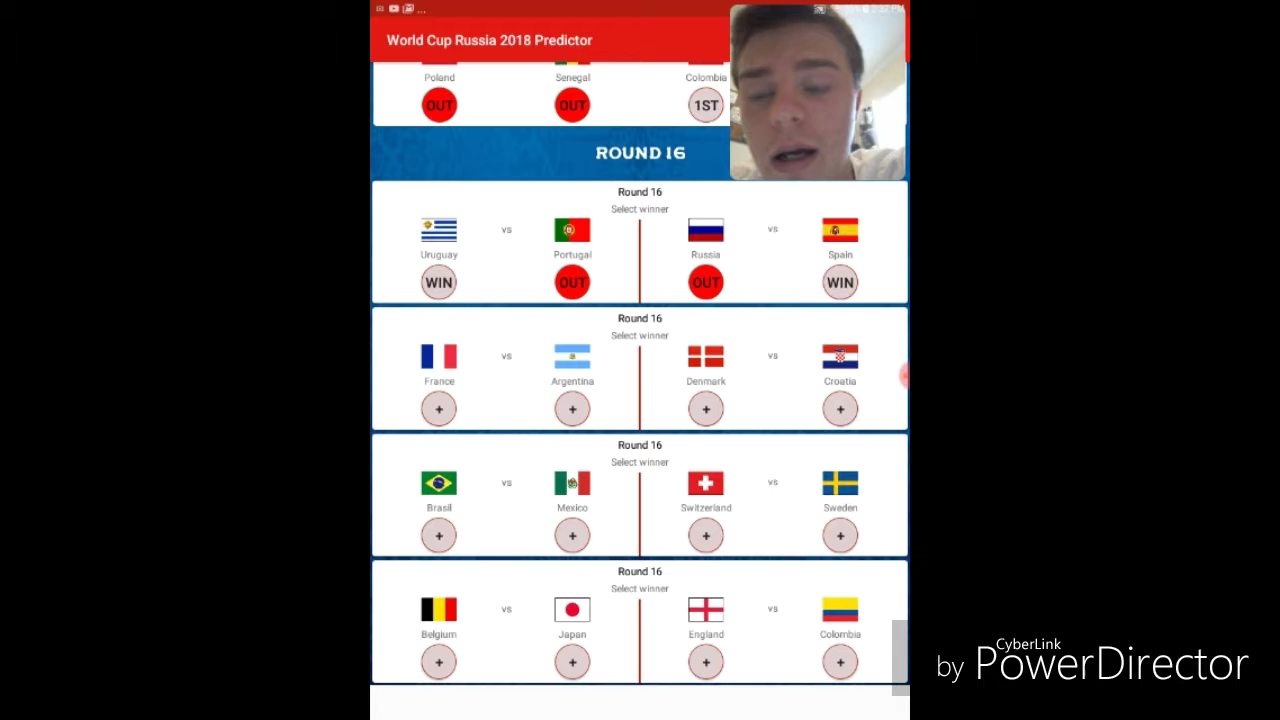 ...
World Cup Russia 2018 Predictor
Poland Senegal Colombia
OUT OUT 1ST
ROUND 16
Round 16
Select winner
vs vs
Uruguay Portugal Russia Spain
WIN OUT OUT WIN
Round 16
Select winner
vs vs
France Argentina Denmark Croatia
+ + + +
Round 16
Select winner
vs vs
Brasil Mexico Switzerland Sweden
+ + + +
Round 16
Select winner
vs vs
Belgium Japan England Colombia
+ + + +
CyberLink
by PowerDirector